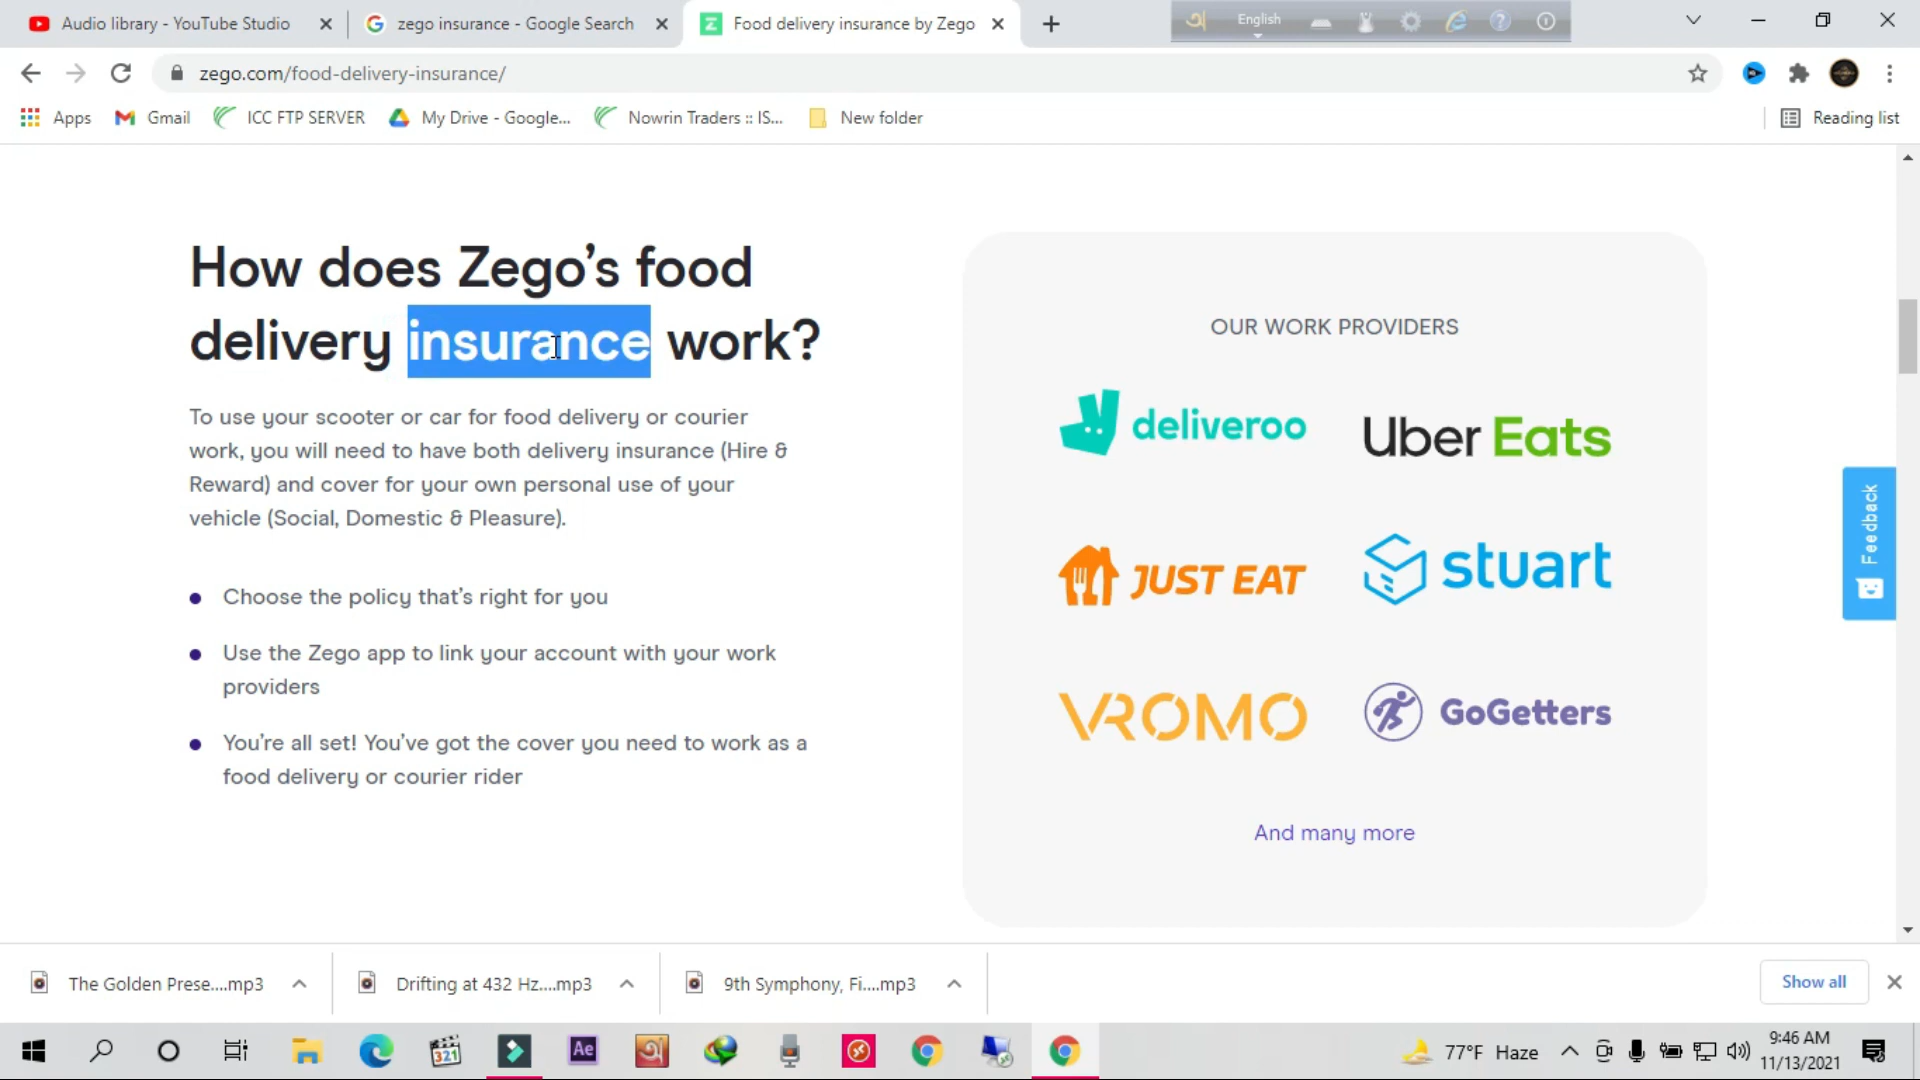 Audio library - YouTube Studio
zego insurance - Google Search
Food delivery insurance by Zego
অ English
zego.com/food-delivery-insurance/
Apps
Gmail
ICC FTP SERVER
My Drive - Google...
Nowrin Traders :: IS...
New folder
Reading list
How does Zego's food
delivery insurance work?
To use your scooter or car for food delivery or courier
work, you will need to have both delivery insurance (Hire &
Reward) and cover for your own personal use of your
vehicle (Social, Domestic & Pleasure).
Choose the policy that's right for you
Use the Zego app to link your account with your work
providers
You're all set! You've got the cover you need to work as a
food delivery or courier rider
OUR WORK PROVIDERS
deliveroo
Uber Eats
JUST EAT
stuart
VROMO
GoGetters
And many more
Feedback
The Golden Prese....mp3
Drifting at 432 Hz....mp3
9th Symphony, Fi....mp3
Show all
321
Ae
অ
77°F Haze
9:46 AM
11/13/2021